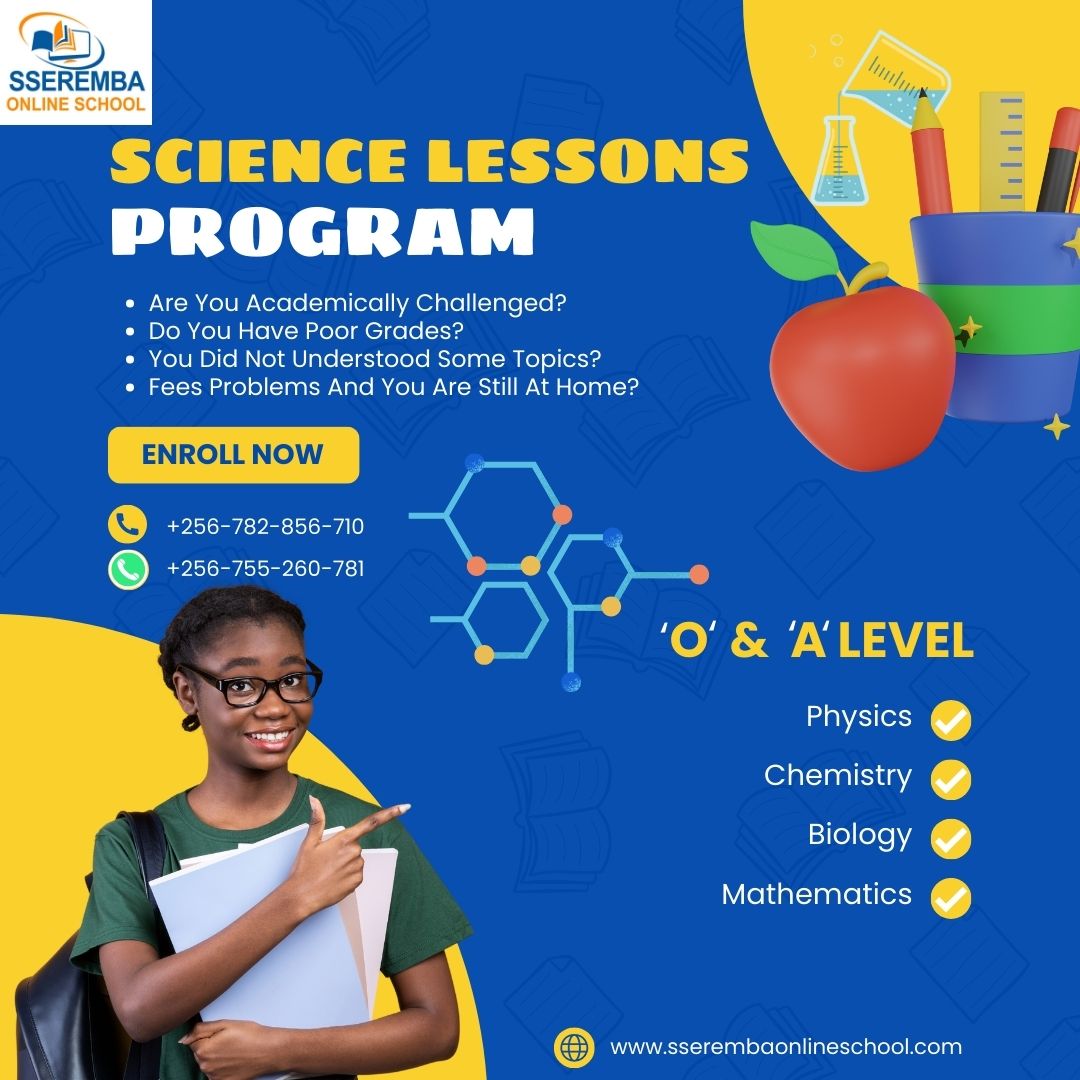 SSEREMBA
ONLINE SCHOOL
SCIENCE LESSONS
PROGRAM
• Are You Academically Challenged?
• Do You Have Poor Grades?
• You Did Not Understood Some Topics?
• Fees Problems And You Are Still At Home?
ENROLL NOW
+256-782-856-710
+256-755-260-781
‘O‘ & ‘A‘ LEVEL
Physics
Chemistry
Biology
Mathematics
www.sserembaonlineschool.com